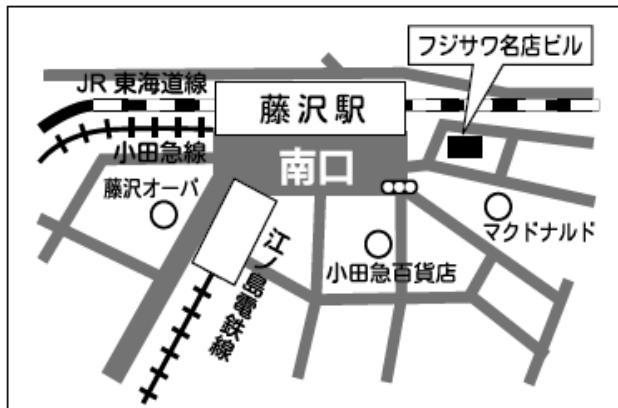 フジサワ名店ビル
JR 東海道線
藤沢駅
小田急線
南口
藤沢オーパ
マクドナルド
江ノ島電鉄線
小田急百貨店